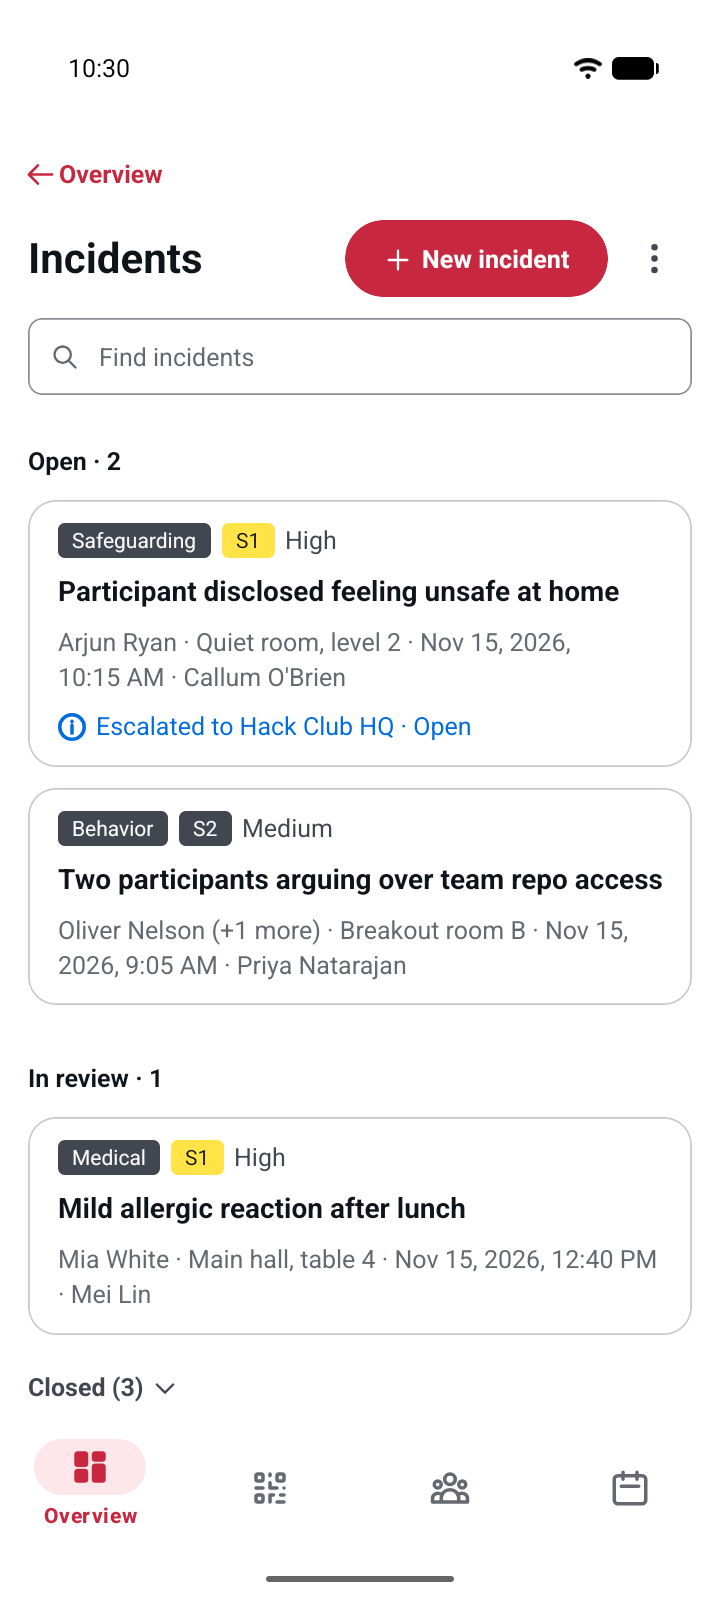 10:30
Overview
Incidents
New incident
Find incidents
Open · 2
Safeguarding S1 High
Participant disclosed feeling unsafe at home
Arjun Ryan · Quiet room, level 2 · Nov 15, 2026,
10:15 AM · Callum O'Brien
Escalated to Hack Club HQ · Open
Behavior S2 Medium
Two participants arguing over team repo access
Oliver Nelson (+1 more) · Breakout room B · Nov 15,
2026, 9:05 AM · Priya Natarajan
In review · 1
Medical S1 High
Mild allergic reaction after lunch
Mia White · Main hall, table 4 · Nov 15, 2026, 12:40 PM
· Mei Lin
Closed (3)
Overview